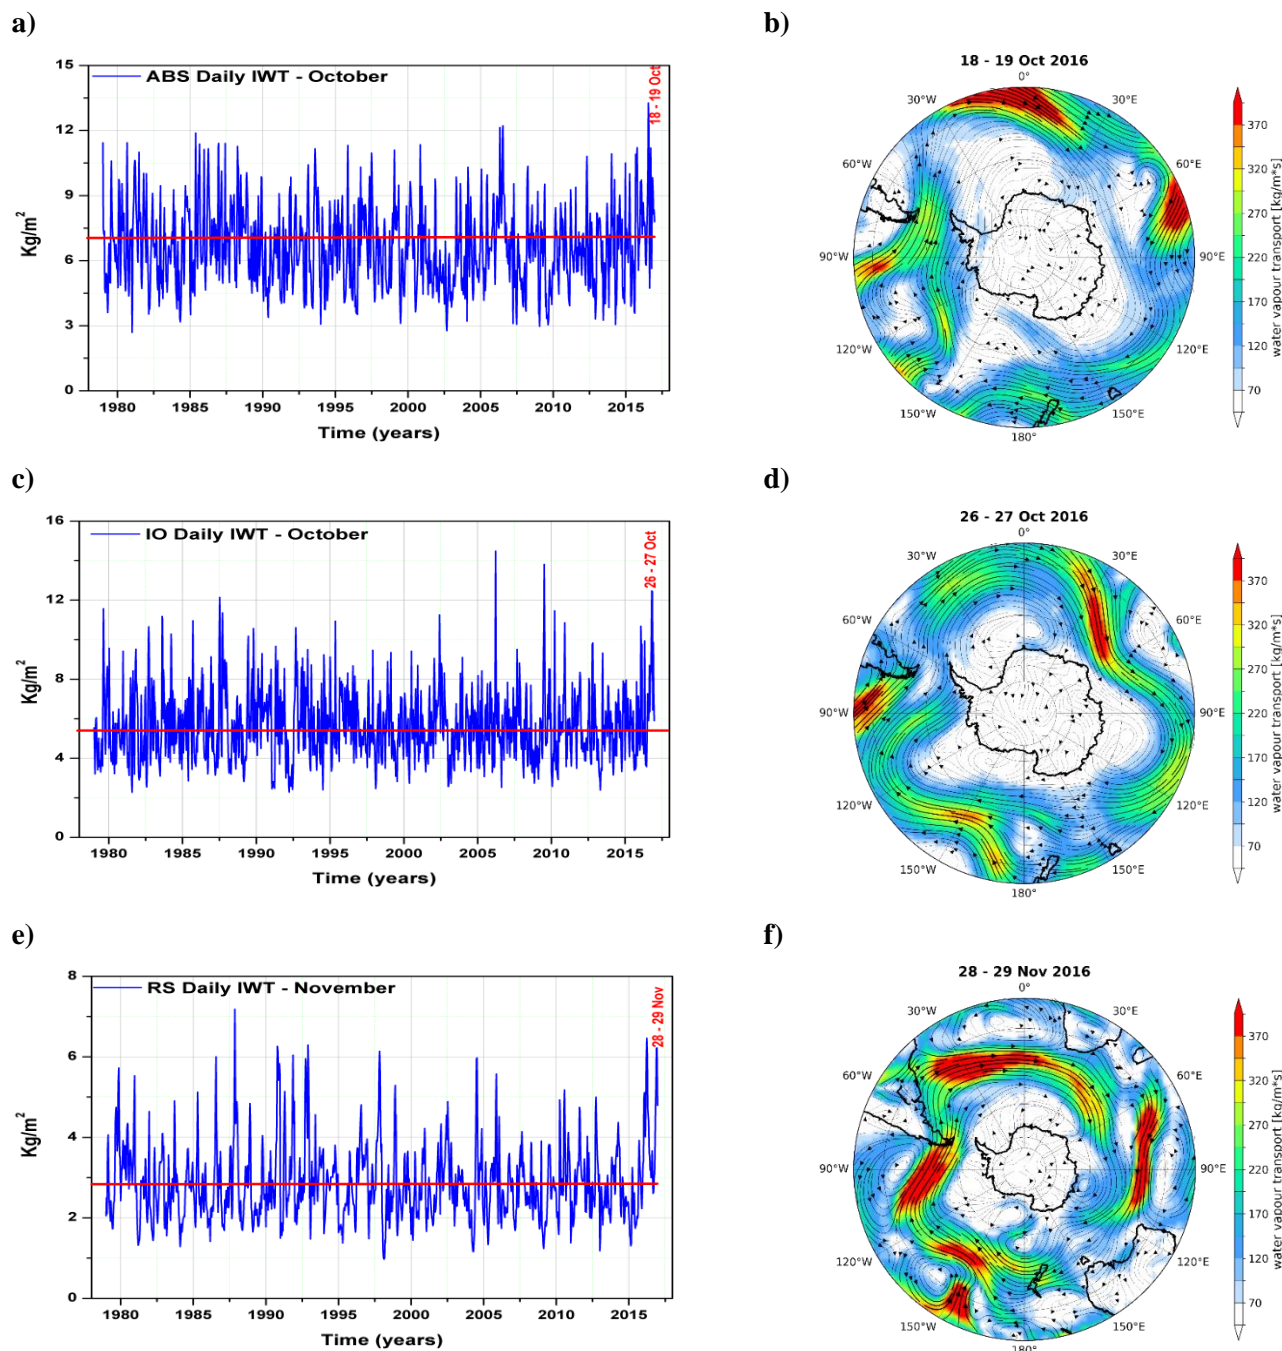 a)
ABS Daily IWT - October
18 - 19 Oct
15
12
9
6
3
0
Kg/m²
1980 1985 1990 1995 2000 2005 2010 2015
Time (years)
b)
18 - 19 Oct 2016
0°
30°W 30°E
60°W 60°E
90°W 90°E
120°W 120°E
150°W 150°E
180°
370
320
270
220
170
120
70
water vapour transport [kg/m*s]
c)
IO Daily IWT - October
26 - 27 Oct
16
12
8
4
0
Kg/m²
1980 1985 1990 1995 2000 2005 2010 2015
Time (years)
d)
26 - 27 Oct 2016
0°
30°W 30°E
60°W 60°E
90°W 90°E
120°W 120°E
150°W 150°E
180°
370
320
270
220
170
120
70
water vapour transport [kg/m*s]
e)
RS Daily IWT - November
28 - 29 Nov
8
6
4
2
0
Kg/m²
1980 1985 1990 1995 2000 2005 2010 2015
Time (years)
f)
28 - 29 Nov 2016
0°
30°W 30°E
60°W 60°E
90°W 90°E
120°W 120°E
150°W 150°E
180°
370
320
270
220
170
120
70
water vapour transport [kg/m*s]